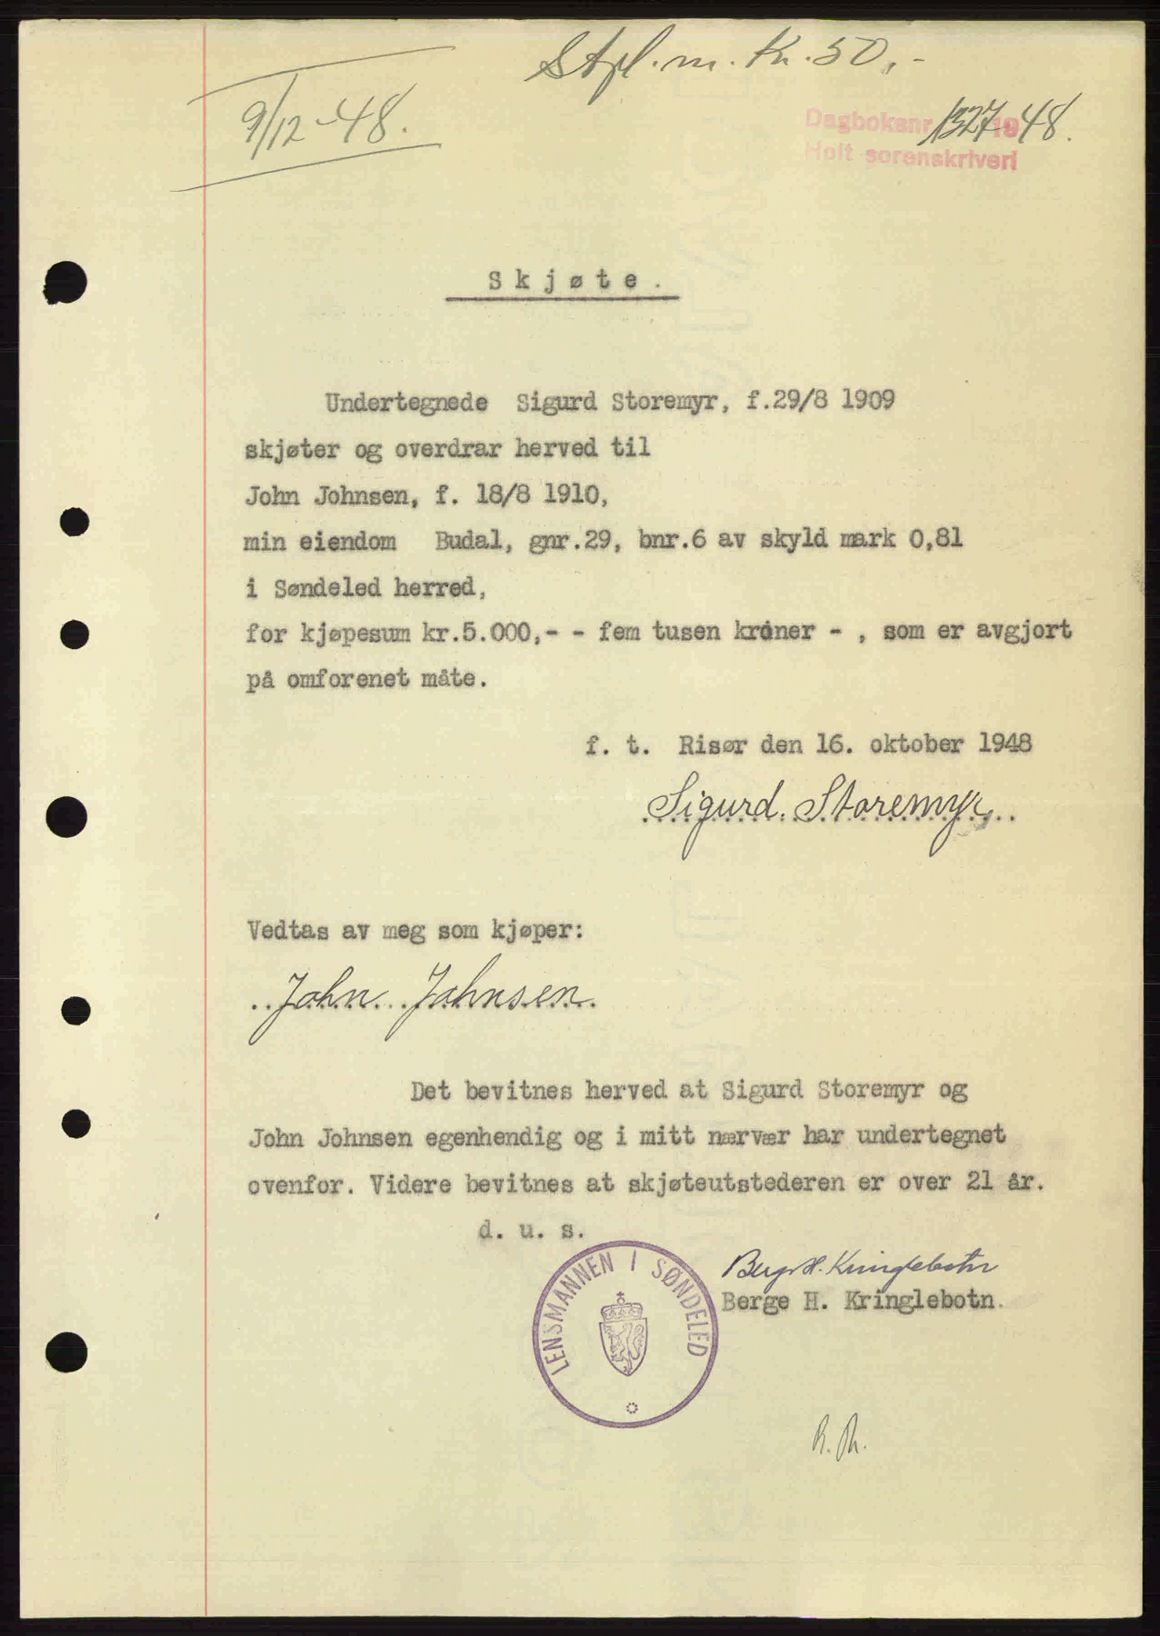 Stpl. m. Kr. 50,-
9/12-48.
Dagboksnr 1327 1948.
Holt sorenskriveri
Skjøte.
Undertegnede Sigurd Storemyr, f.29/8 1909
skjøter og overdrar herved til
John Johnsen, f. 18/8 1910,
min eiendom Budal, gnr.29, bnr.6 av skyld mark 0,81
i Søndeled herred,
for kjøpesum kr.5.000,- - fem tusen kroner - , som er avgjort
på omforenet måte.
f. t. Risør den 16. oktober 1948
Sigurd Storemyr
Vedtas av meg som kjøper:
John Johnsen
Det bevitnes herved at Sigurd Storemyr og
John Johnsen egenhendig og i mitt nærvær har undertegnet
ovenfor. Videre bevitnes at skjøteutstederen er over 21 år.
d. u. s.
LENSMANNEN I SØNDELED
Berge H. Kringlebotn
Berge H. Kringlebotn.